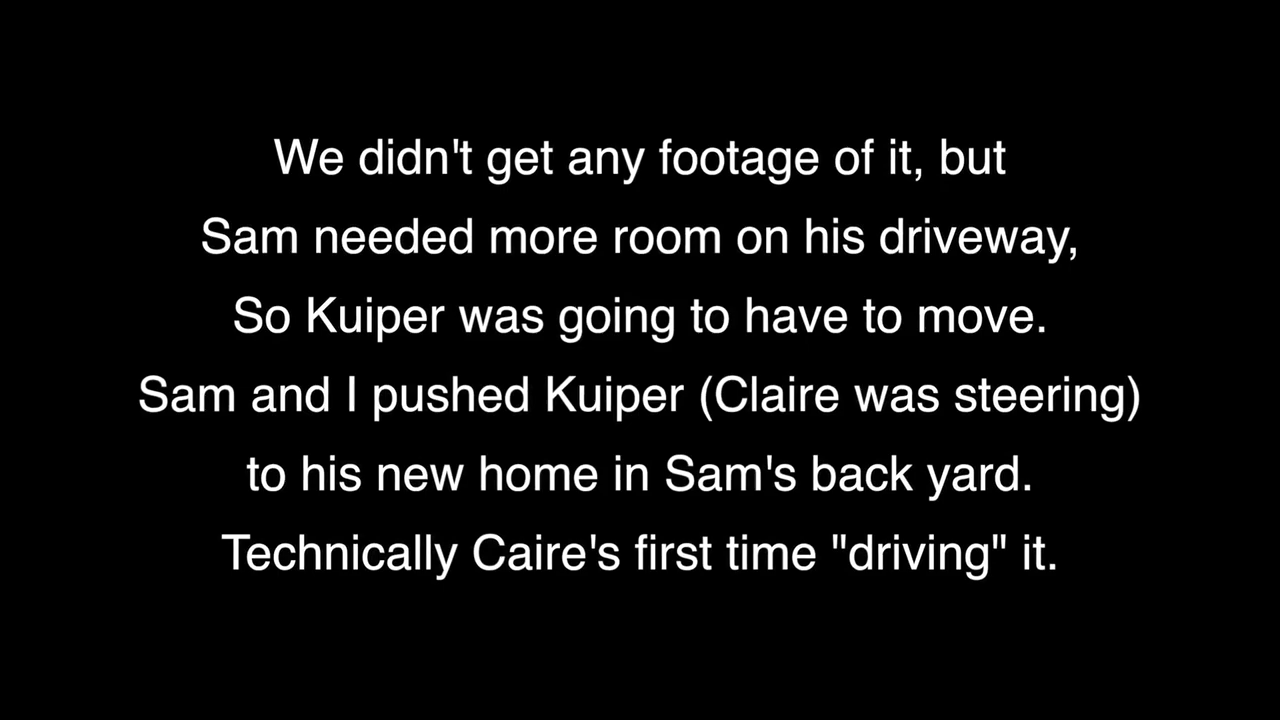 We didn't get any footage of it, but
Sam needed more room on his driveway,
So Kuiper was going to have to move.
Sam and I pushed Kuiper (Claire was steering)
to his new home in Sam's back yard.
Technically Caire's first time "driving" it.